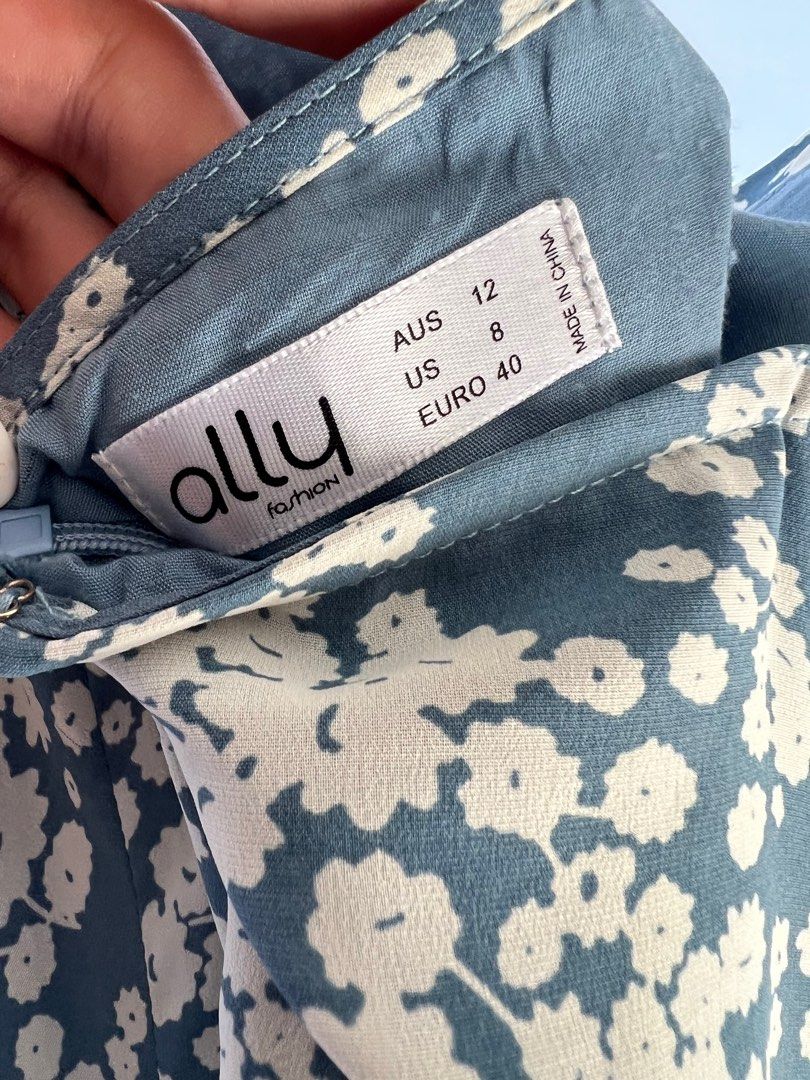 ally
fashion
AUS 12
US 8
EURO 40
MADE IN CHINA